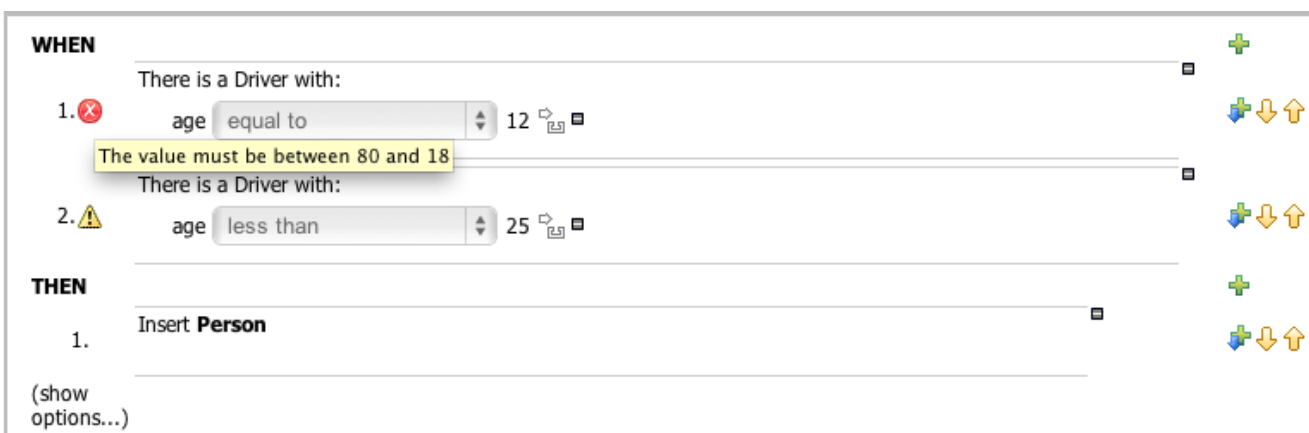 WHEN
There is a Driver with:
1.
age equal to 12
The value must be between 80 and 18
There is a Driver with:
2.
age less than 25
THEN
Insert Person
1.
(show
options...)